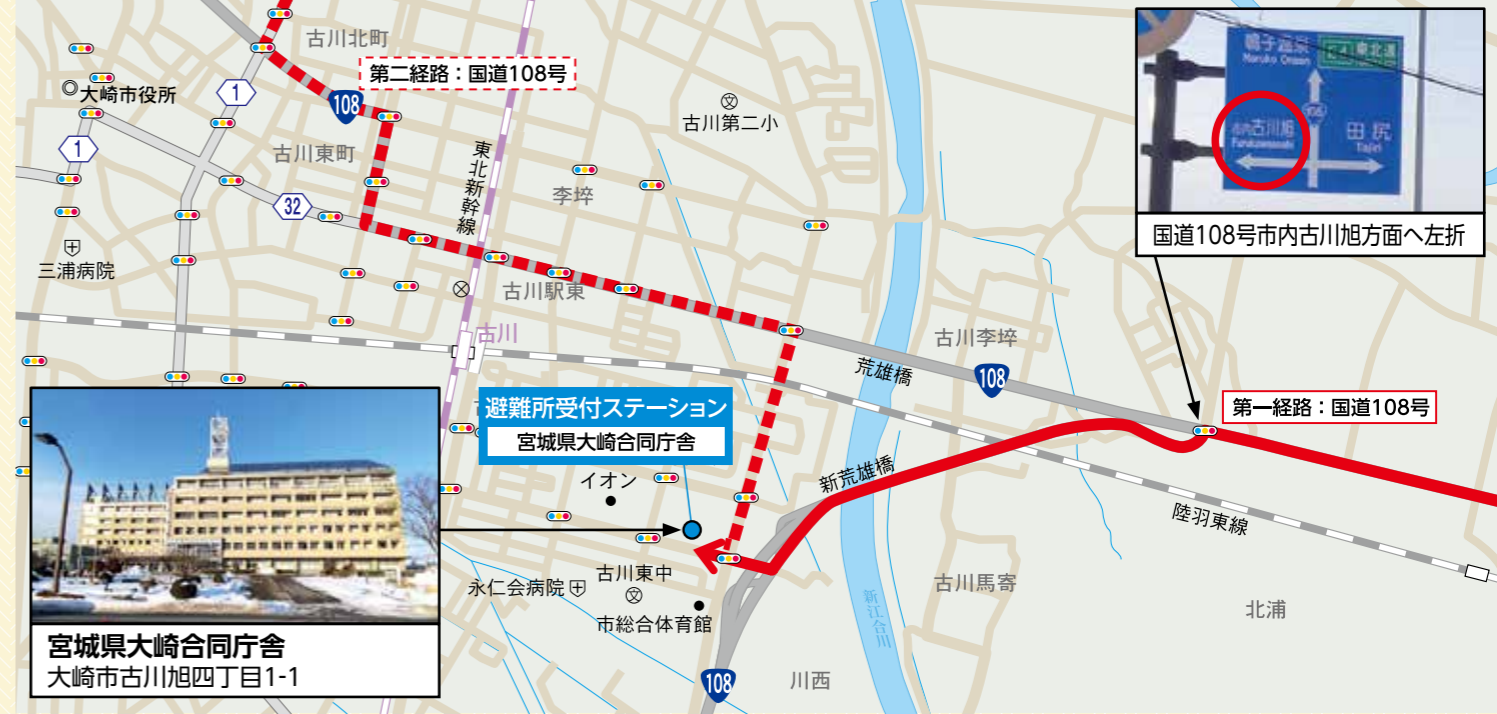 古川北町
第二経路:国道108号
大崎市役所
1
108
1
古川東町
32
三浦病院
東北新幹線
李埣
古川第二小
文
鳴子温泉
Naruko Onsen
東北道
108
市内古川旭
Furukawaasahi
田尻
Tajiri
国道108号市内古川旭方面へ左折
古川駅東
古川
古川李埣
荒雄橋
108
第一経路:国道108号
避難所受付ステーション
宮城県大崎合同庁舎
イオン
新荒雄橋
陸羽東線
永仁会病院
古川東中
文
市総合体育館
新江合川
古川馬寄
北浦
川西
108
宮城県大崎合同庁舎
大崎市古川旭四丁目1-1